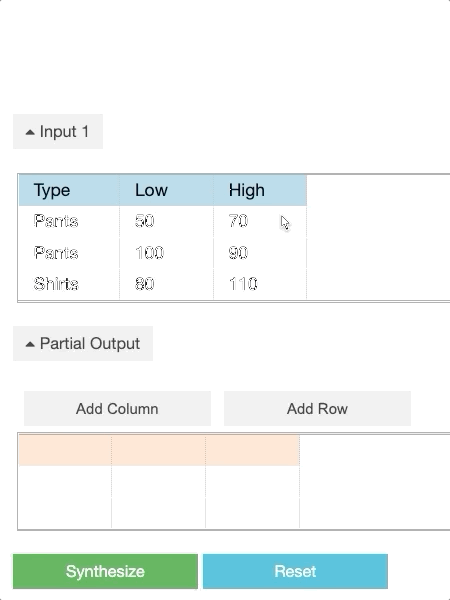 Input 1
Type Low High
Pants 50 70
Pants 100 90
Shirts 80 110
Partial Output
Add Column Add Row
Synthesize Reset